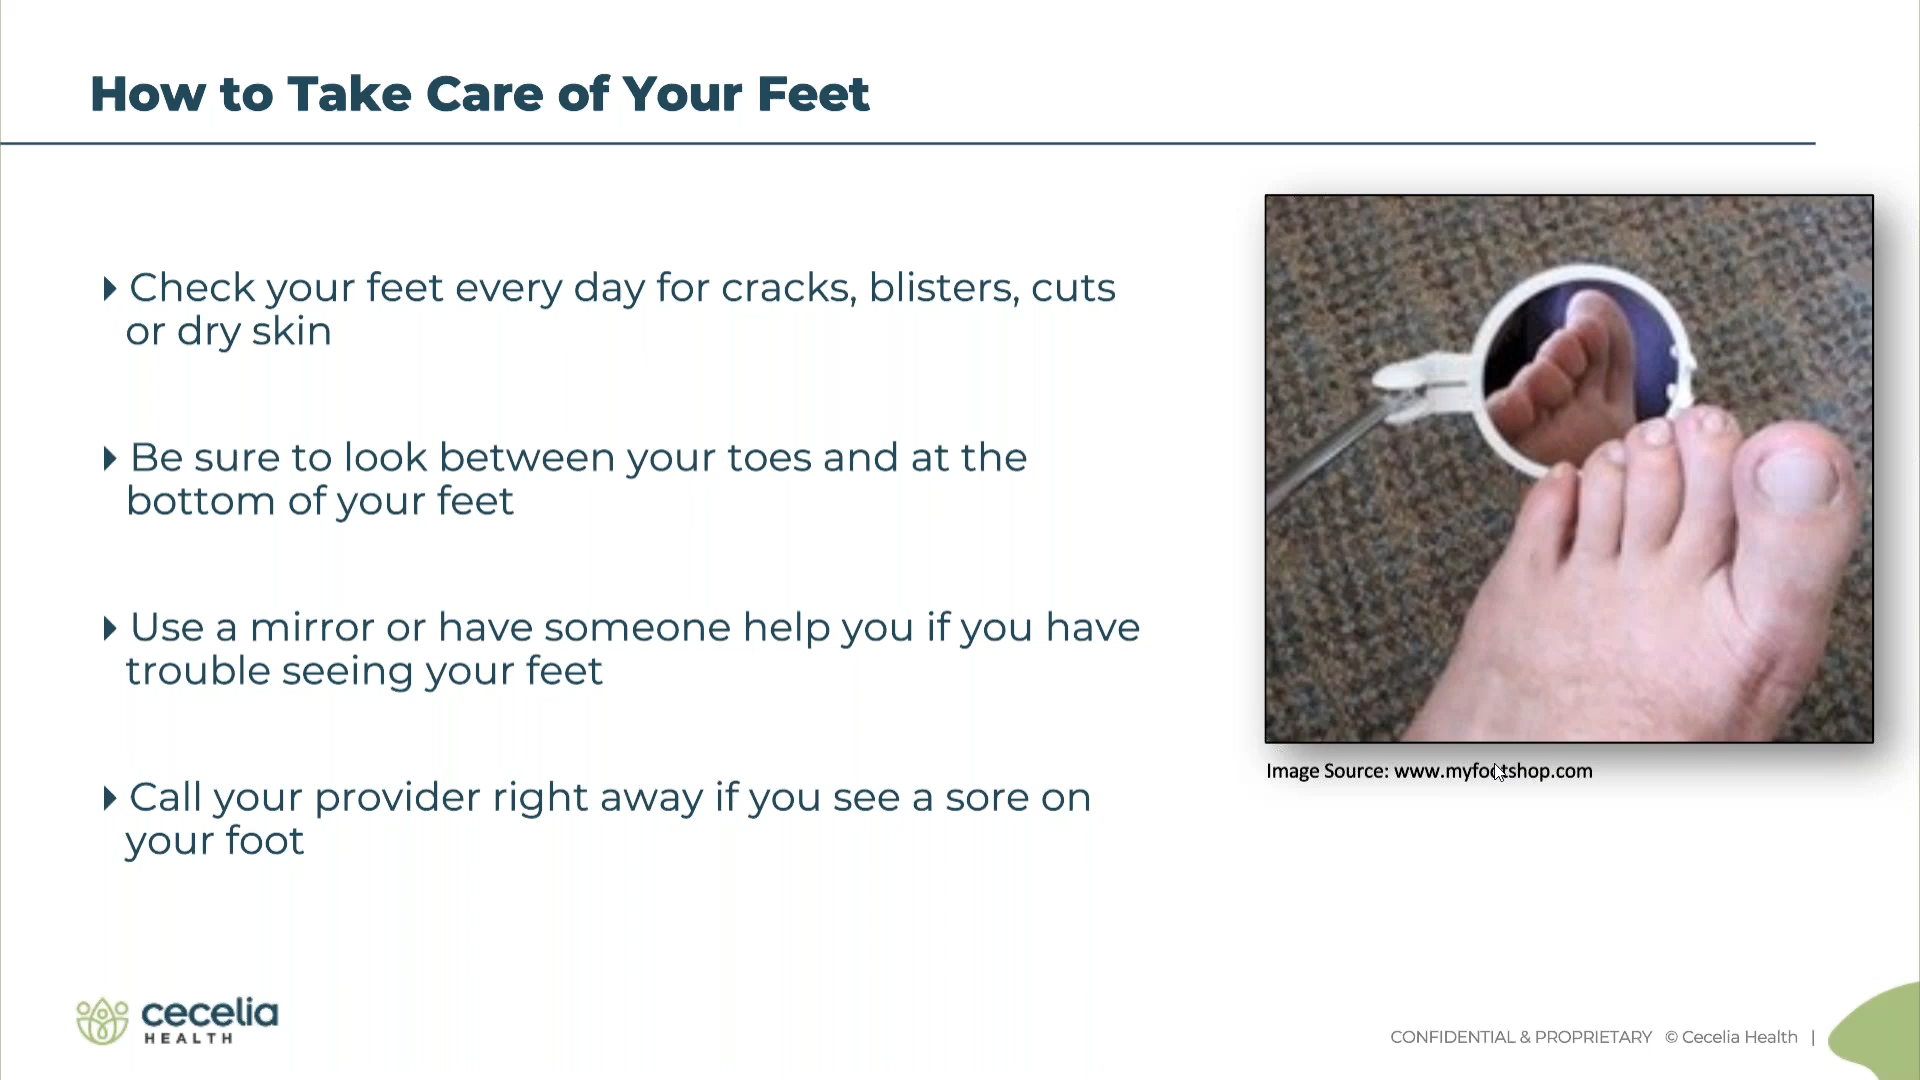 How to Take Care of Your Feet
Check your feet every day for cracks, blisters, cuts
or dry skin
Be sure to look between your toes and at the
bottom of your feet
Use a mirror or have someone help you if you have
trouble seeing your feet
Call your provider right away if you see a sore on
your foot
Image Source: www.myfootshop.com
cecelia
HEALTH
CONFIDENTIAL & PROPRIETARY © Cecelia Health |